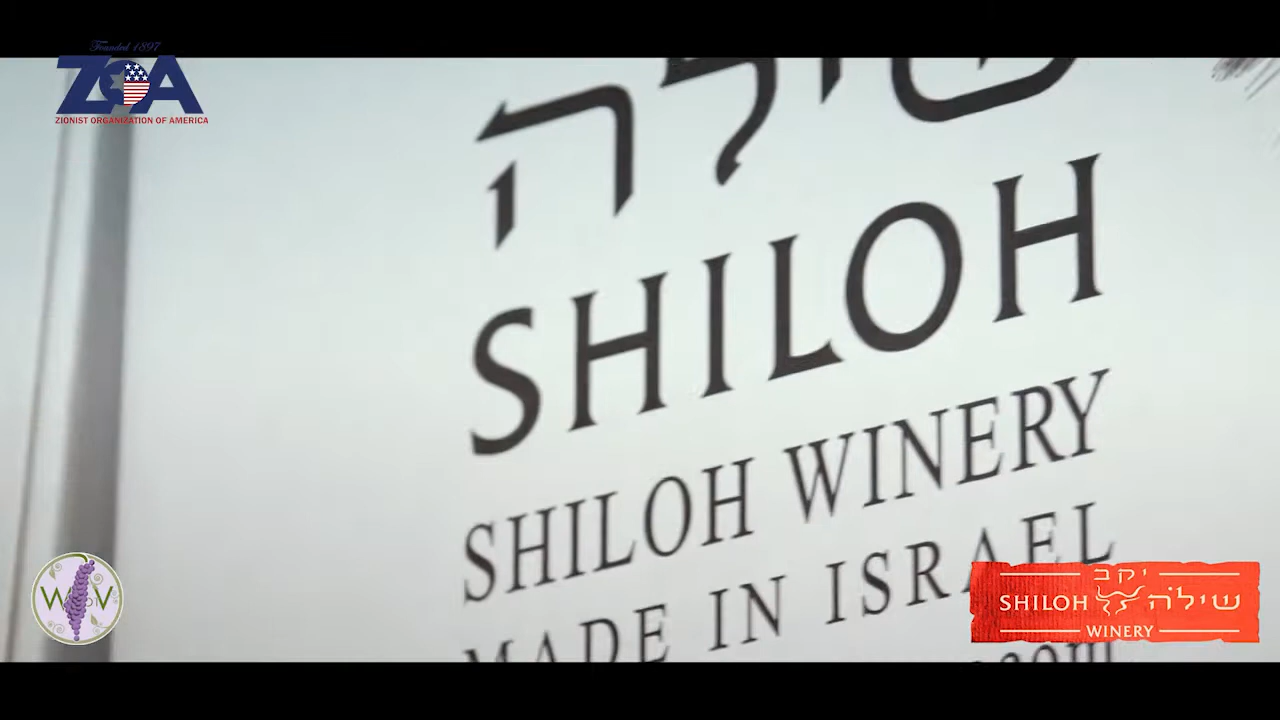 Founded 1897
ZOA
ZIONIST ORGANIZATION OF AMERICA
שילה
SHILOH
SHILOH WINERY
MADE IN ISRAEL
יקב
SHILOH שילה
WINERY